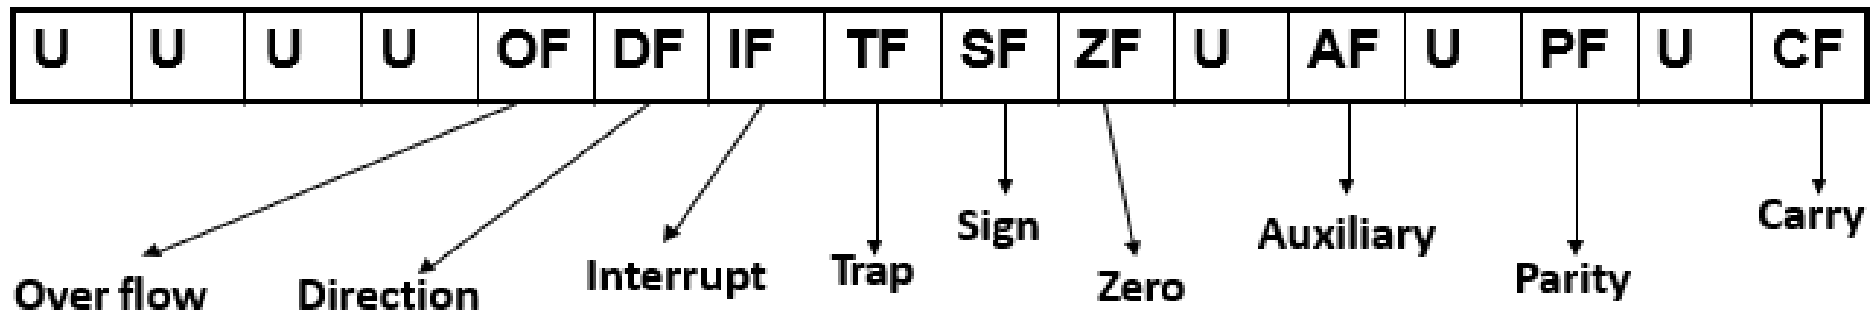 U U U U OF DF IF TF SF ZF U AF U PF U CF
Over flow Direction Interrupt Trap Sign Zero Auxiliary Parity Carry